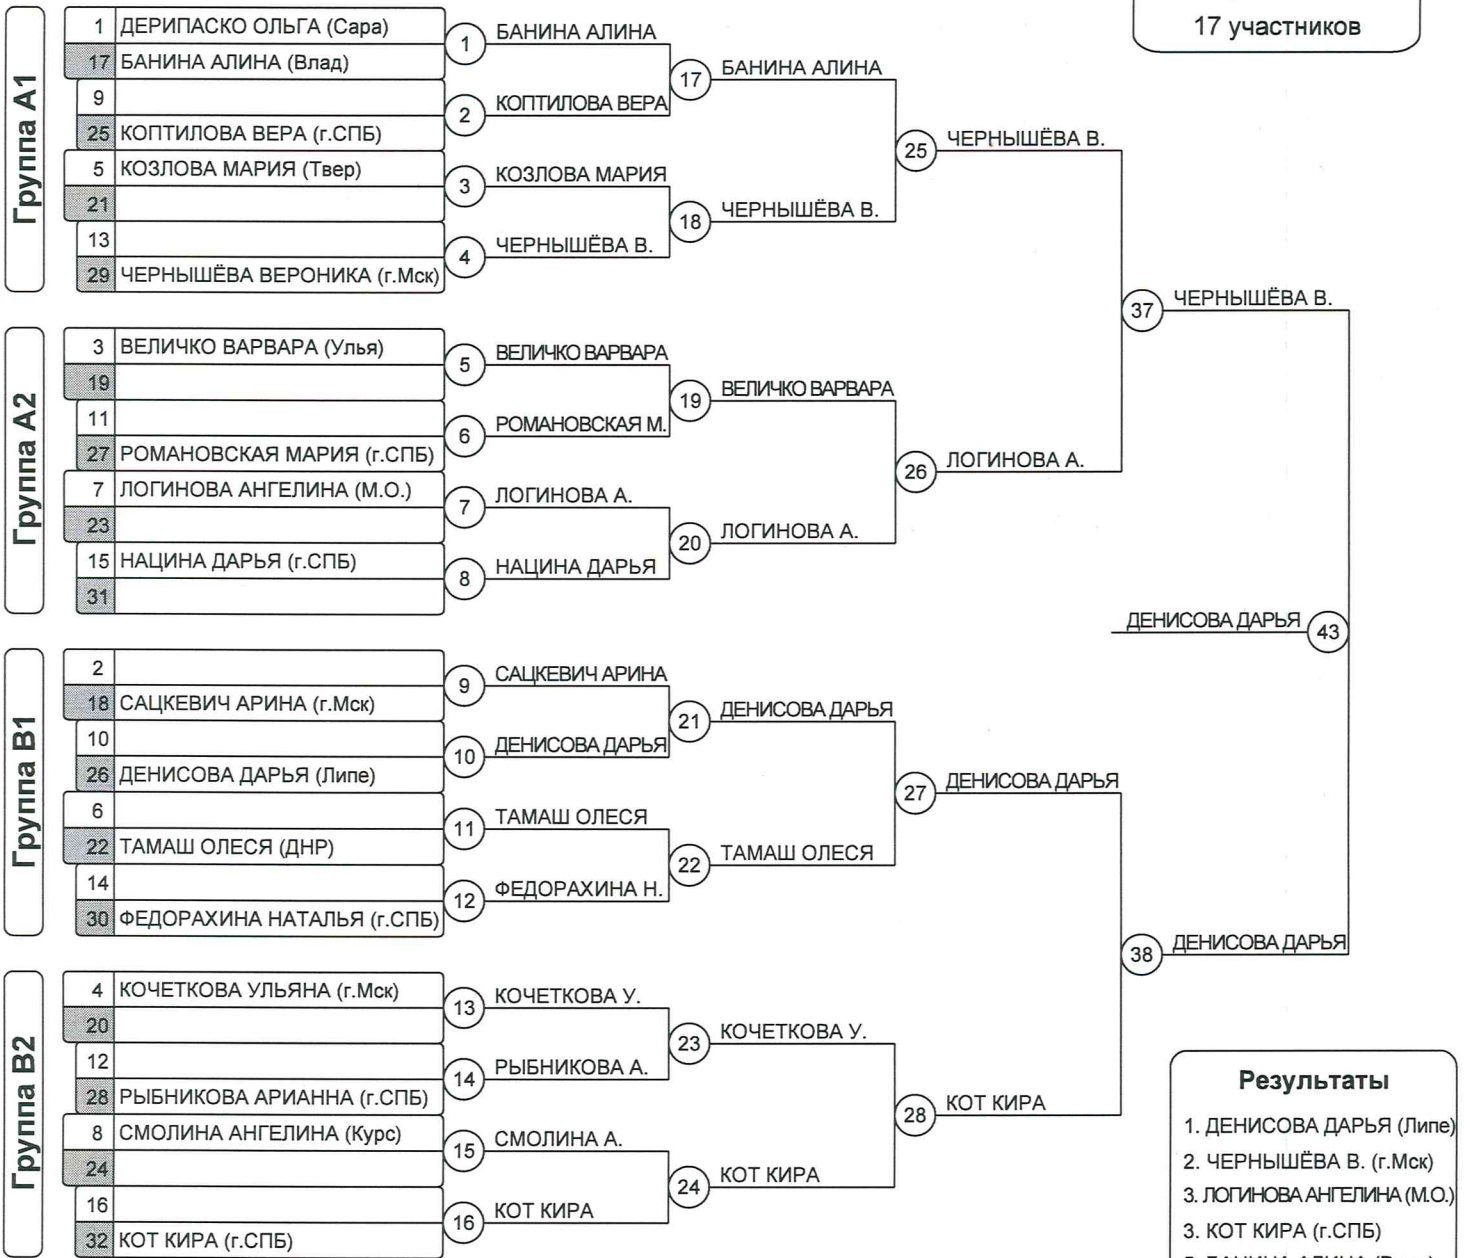 17 участников
Группа A1
1 ДЕРИПАСКО ОЛЬГА (Сара)
17 БАНИНА АЛИНА (Влад)
9
25 КОПТИЛОВА ВЕРА (г.СПБ)
5 КОЗЛОВА МАРИЯ (Твер)
21
13
29 ЧЕРНЫШЁВА ВЕРОНИКА (г.Мск)
1 БАНИНА АЛИНА
2 КОПТИЛОВА ВЕРА
3 КОЗЛОВА МАРИЯ
4 ЧЕРНЫШЁВА В.
17 БАНИНА АЛИНА
18 ЧЕРНЫШЁВА В.
25 ЧЕРНЫШЁВА В.
Группа A2
3 ВЕЛИЧКО ВАРВАРА (Улья)
19
11
27 РОМАНОВСКАЯ МАРИЯ (г.СПБ)
7 ЛОГИНОВА АНГЕЛИНА (М.О.)
23
15 НАЦИНА ДАРЬЯ (г.СПБ)
31
5 ВЕЛИЧКО ВАРВАРА
6 РОМАНОВСКАЯ М.
7 ЛОГИНОВА А.
8 НАЦИНА ДАРЬЯ
19 ВЕЛИЧКО ВАРВАРА
20 ЛОГИНОВА А.
26 ЛОГИНОВА А.
37 ЧЕРНЫШЁВА В.
Группа B1
2
18 САЦКЕВИЧ АРИНА (г.Мск)
10
26 ДЕНИСОВА ДАРЬЯ (Липе)
6
22 ТАМАШ ОЛЕСЯ (ДНР)
14
30 ФЕДОРАХИНА НАТАЛЬЯ (г.СПБ)
9 САЦКЕВИЧ АРИНА
10 ДЕНИСОВА ДАРЬЯ
11 ТАМАШ ОЛЕСЯ
12 ФЕДОРАХИНА Н.
21 ДЕНИСОВА ДАРЬЯ
22 ТАМАШ ОЛЕСЯ
27 ДЕНИСОВА ДАРЬЯ
Группа B2
4 КОЧЕТКОВА УЛЬЯНА (г.Мск)
20
12
28 РЫБНИКОВА АРИАННА (г.СПБ)
8 СМОЛИНА АНГЕЛИНА (Курс)
24
16
32 КОТ КИРА (г.СПБ)
13 КОЧЕТКОВА У.
14 РЫБНИКОВА А.
15 СМОЛИНА А.
16 КОТ КИРА
23 КОЧЕТКОВА У.
24 КОТ КИРА
28 КОТ КИРА
38 ДЕНИСОВА ДАРЬЯ
ДЕНИСОВА ДАРЬЯ 43
Результаты
1. ДЕНИСОВА ДАРЬЯ (Липе)
2. ЧЕРНЫШЁВА В. (г.Мск)
3. ЛОГИНОВА АНГЕЛИНА (М.О.)
3. КОТ КИРА (г.СПБ)